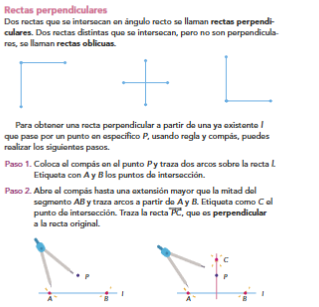 Rectas perpendiculares
Dos rectas que se intersecan en ángulo recto se llaman rectas perpendi-
culares. Dos rectas distintas que se intersecan, pero no son perpendicula-
res, se llaman rectas oblicuas.
Para obtener una recta perpendicular a partir de una ya existente l
que pase por un punto en específico P, usando regla y compás, puedes
realizar los siguientes pasos.
Paso 1. Coloca el compás en el punto P y traza dos arcos sobre la recta l.
Etiqueta con A y B los puntos de intersección.
Paso 2. Abre el compás hasta una extensión mayor que la mitad del
segmento AB y traza arcos a partir de A y B. Etiqueta como C el
punto de intersección. Traza la recta PC, que es perpendicular
a la recta original.
C
P P
A B l A B l